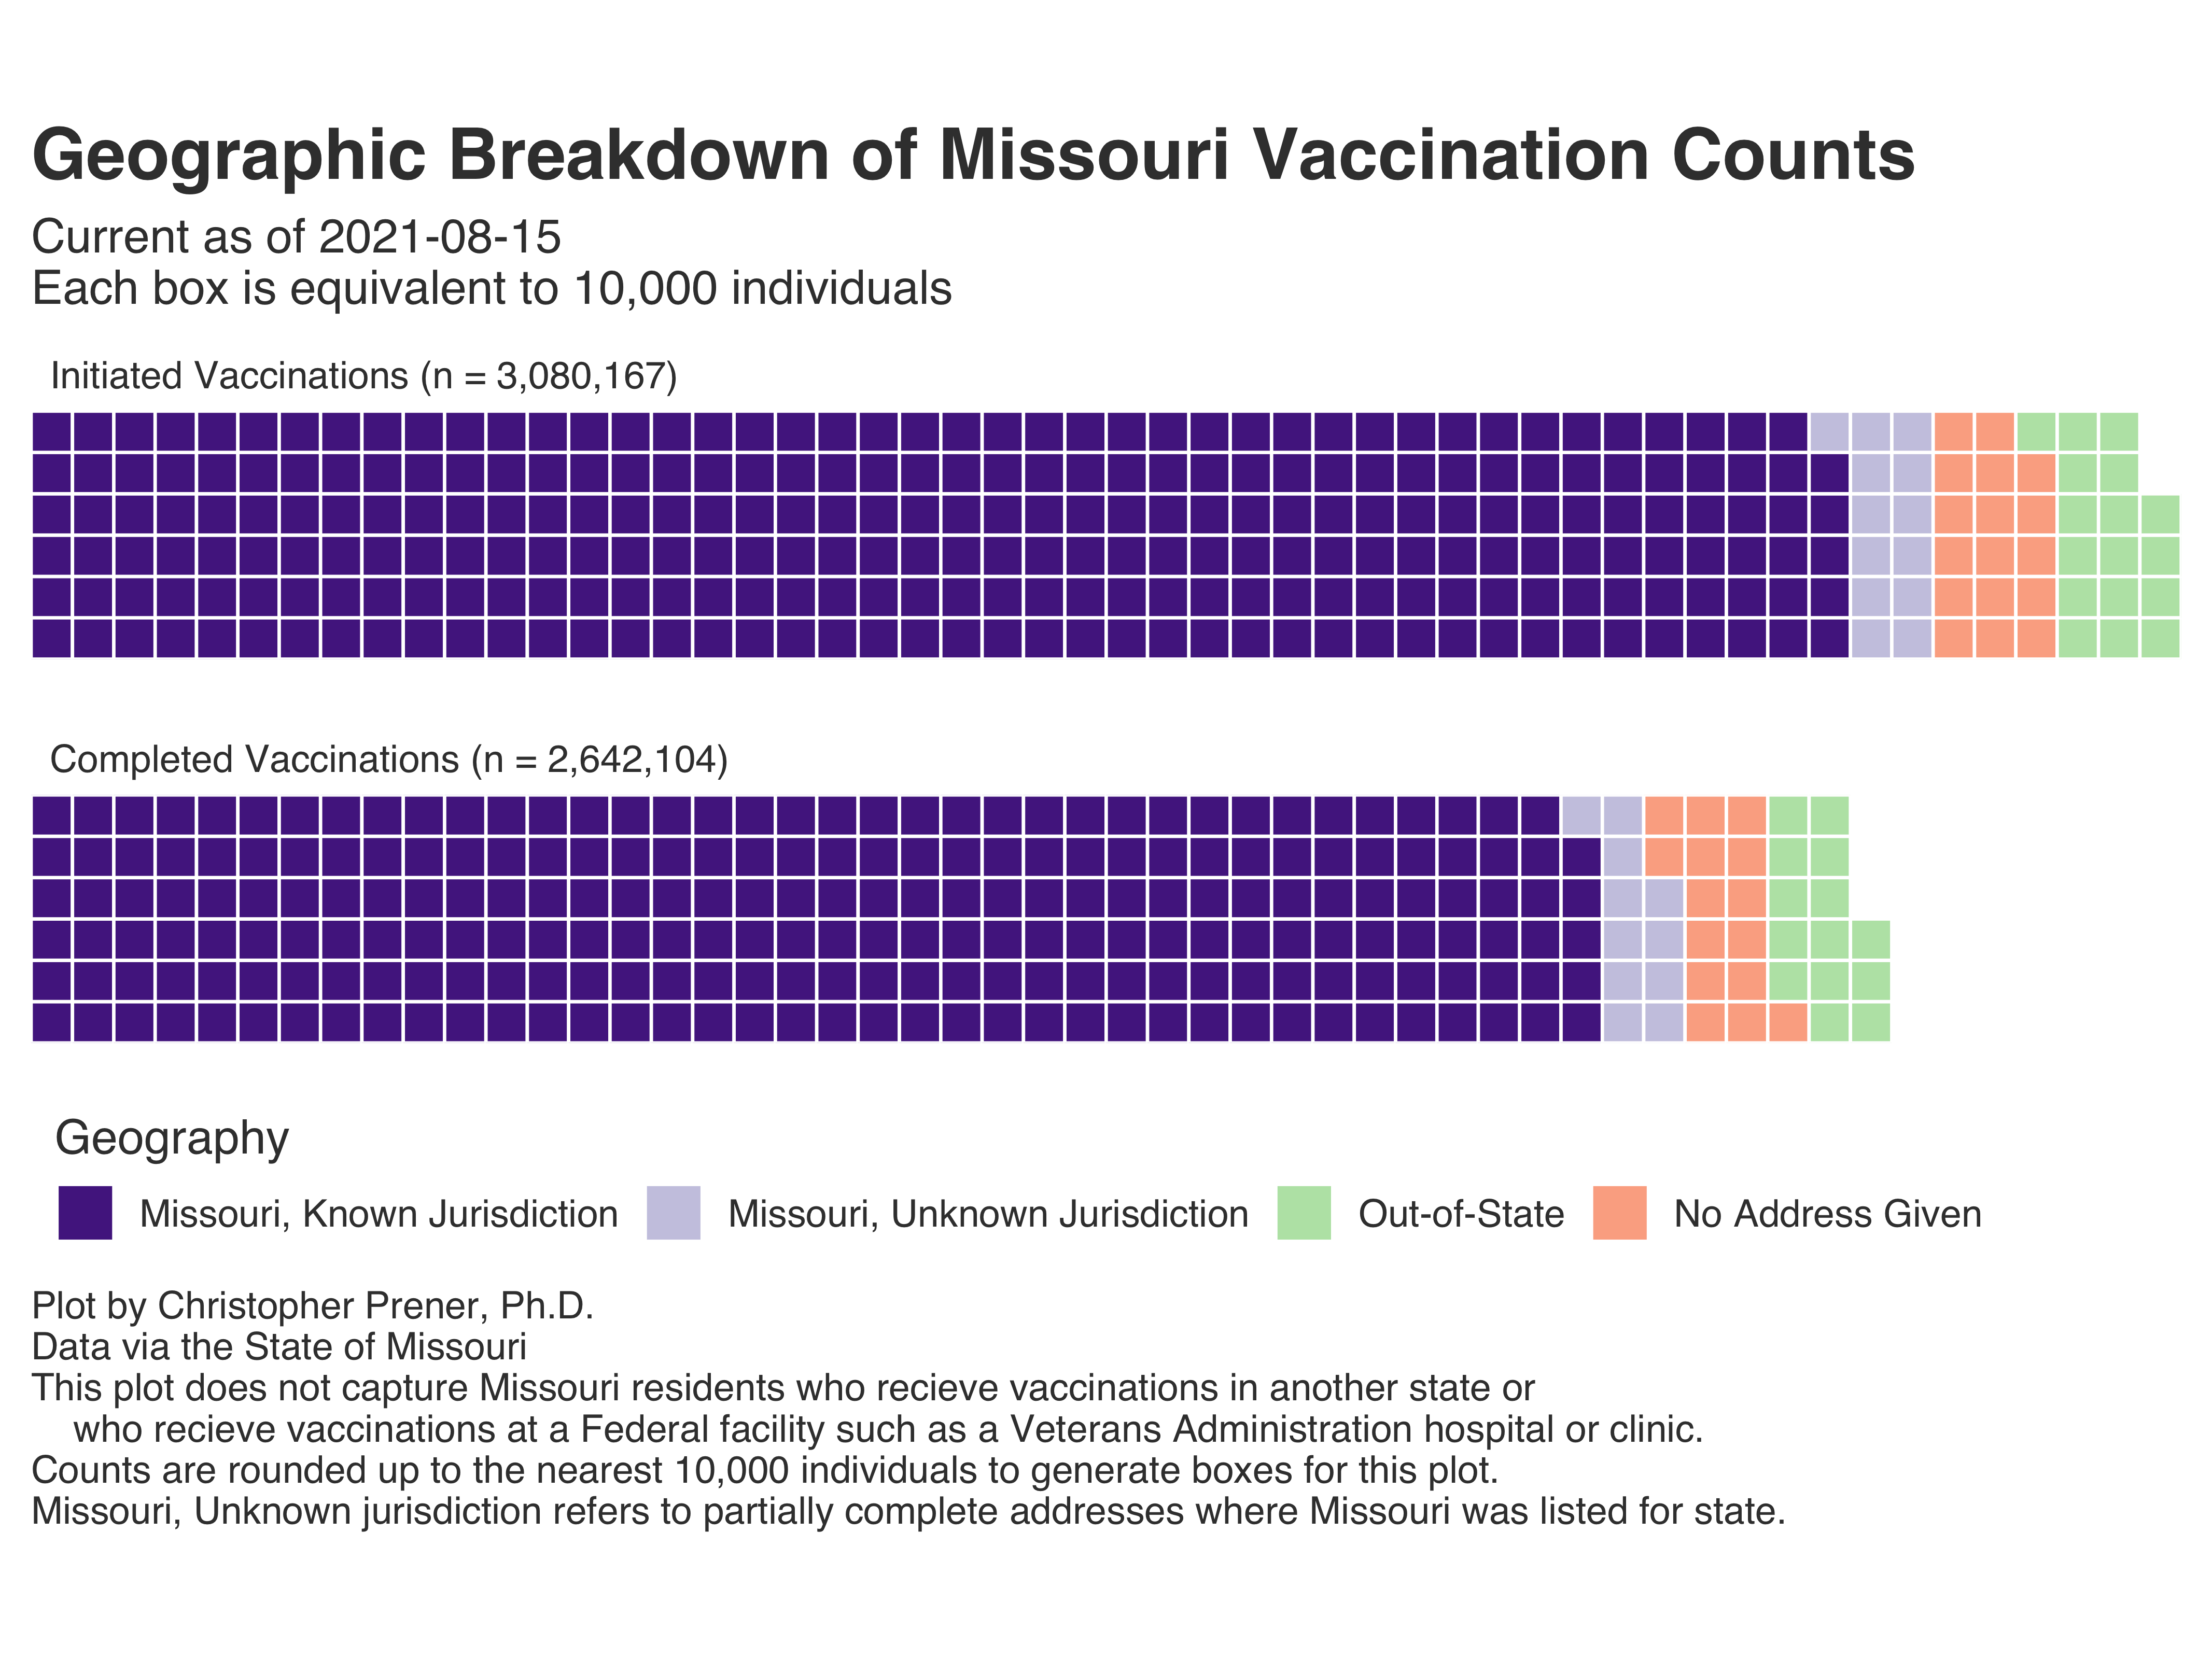 Geographic Breakdown of Missouri Vaccination Counts
Current as of 2021-08-15
Each box is equivalent to 10,000 individuals
Initiated Vaccinations (n = 3,080,167)
Completed Vaccinations (n = 2,642,104)
Geography
Missouri, Known Jurisdiction
Missouri, Unknown Jurisdiction
Out-of-State
No Address Given
Plot by Christopher Prener, Ph.D.
Data via the State of Missouri
This plot does not capture Missouri residents who recieve vaccinations in another state or
who recieve vaccinations at a Federal facility such as a Veterans Administration hospital or clinic.
Counts are rounded up to the nearest 10,000 individuals to generate boxes for this plot.
Missouri, Unknown jurisdiction refers to partially complete addresses where Missouri was listed for state.